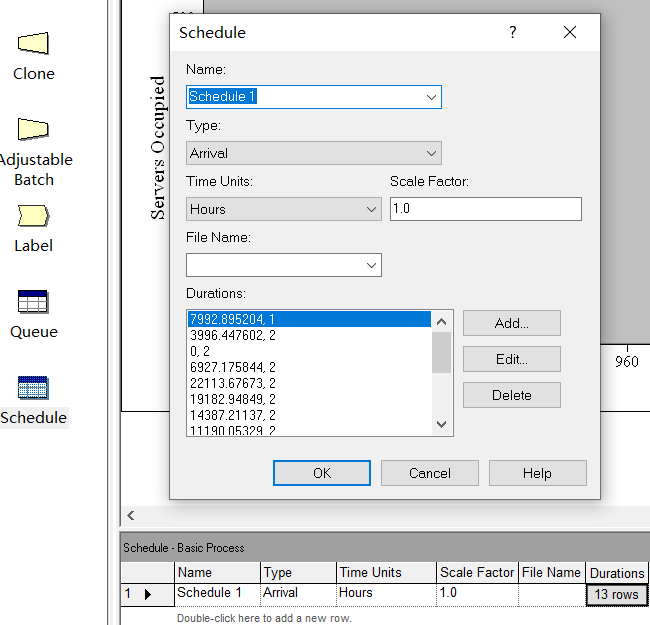 Clone
Adjustable
Batch
Label
Queue
Schedule
Servers Occupied
Schedule
?
Name:
Schedule 1
Type:
Arrival
Time Units:
Scale Factor:
Hours
1.0
File Name:
Durations:
7992.895204, 1
3996.447602, 2
0, 2
6927.175844, 2
22113.67673, 2
19182.94849, 2
14387.21137, 2
11190.05329, 2
Add...
Edit...
Delete
OK
Cancel
Help
960
Schedule - Basic Process
Name Type Time Units Scale Factor File Name Durations
1 Schedule 1 Arrival Hours 1.0 13 rows
Double-click to add a new row.